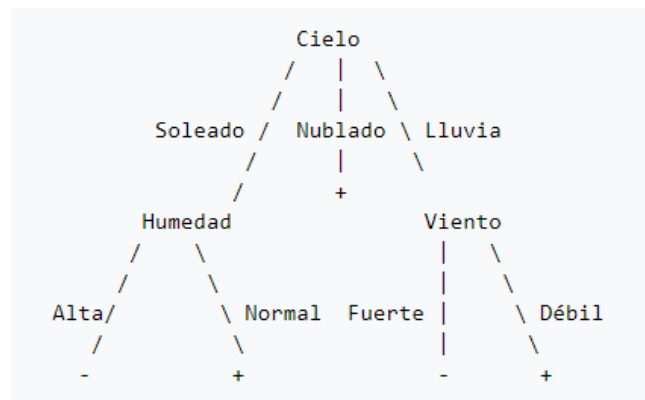 Cielo
/ | \
/ | \
Soleado / Nublado \ Lluvia
/ | \
/ +
Humedad Viento
/ \ | \
/ \ | \
Alta/ \ Normal Fuerte | \ Débil
/ \ | \
- + - +